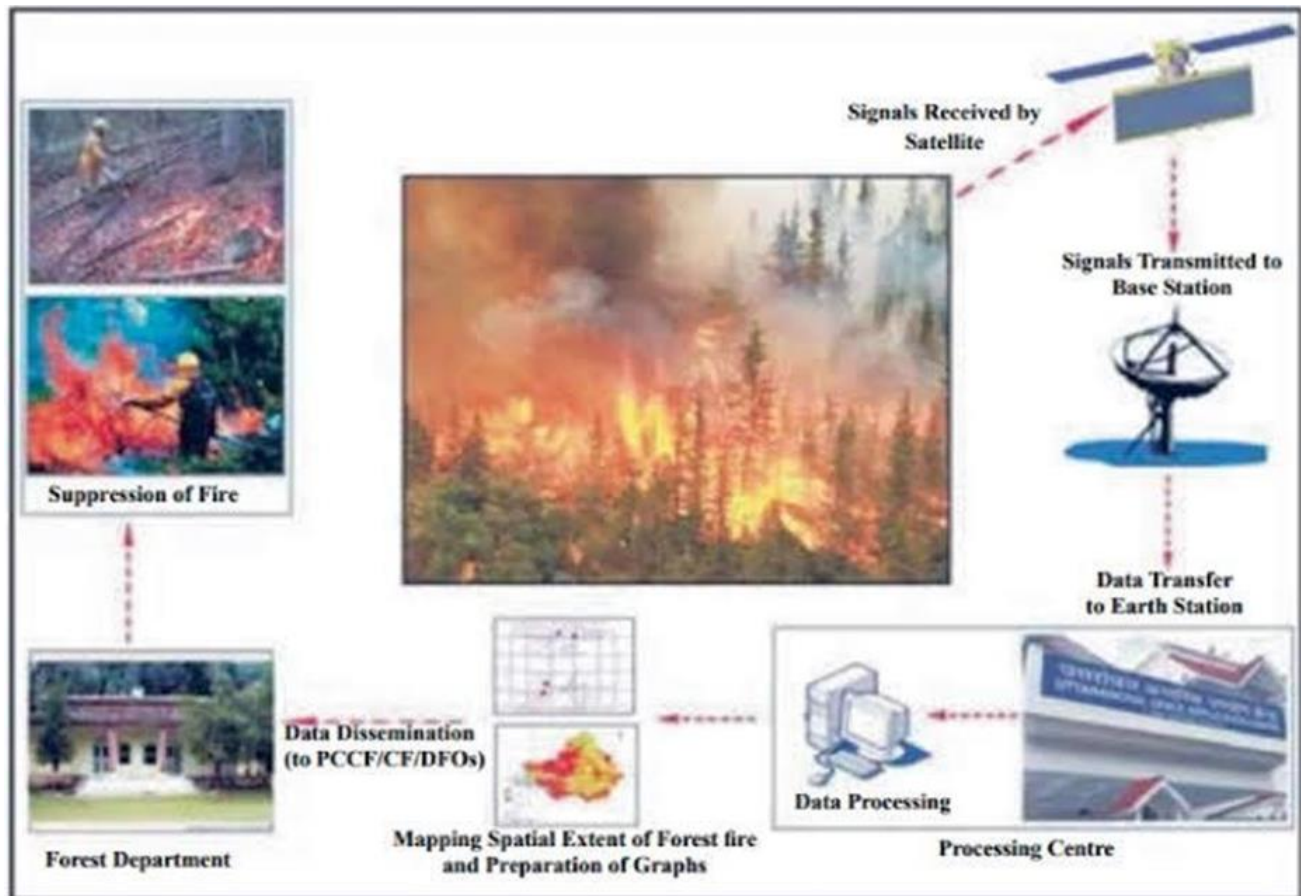 Signals Received by
Satellite
Signals Transmitted to
Base Station
Data Transfer
to Earth Station
Suppression of Fire
Data Dissemination
(to PCCF/CF/DFOs)
Data Processing
Forest Department
Mapping Spatial Extent of Forest fire
and Preparation of Graphs
Processing Centre